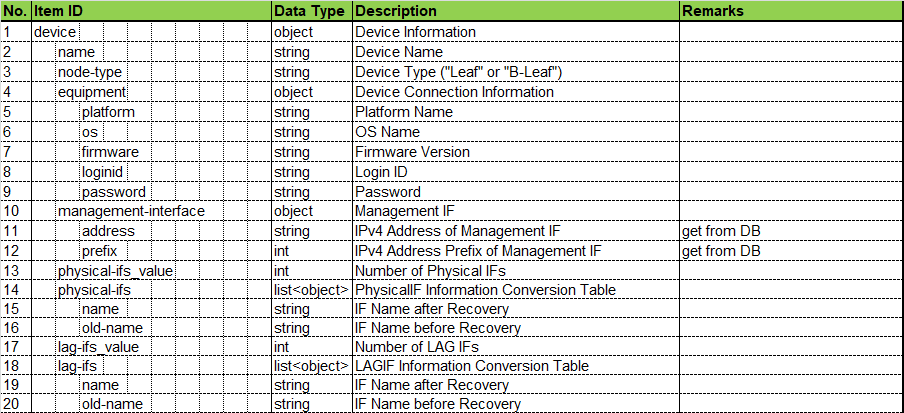 No. Item ID Data Type Description Remarks
1 device object Device Information
2 name string Device Name
3 node-type string Device Type ("Leaf" or "B-Leaf")
4 equipment object Device Connection Information
5 platform string Platform Name
6 os string OS Name
7 firmware string Firmware Version
8 loginid string Login ID
9 password string Password
10 management-interface object Management IF
11 address string IPv4 Address of Management IF get from DB
12 prefix int IPv4 Address Prefix of Management IF get from DB
13 physical-ifs_value int Number of Physical IFs
14 physical-ifs list<object> PhysicalIF Information Conversion Table
15 name string IF Name after Recovery
16 old-name string IF Name before Recovery
17 lag-ifs_value int Number of LAG IFs
18 lag-ifs list<object> LAGIF Information Conversion Table
19 name string IF Name after Recovery
20 old-name string IF Name before Recovery